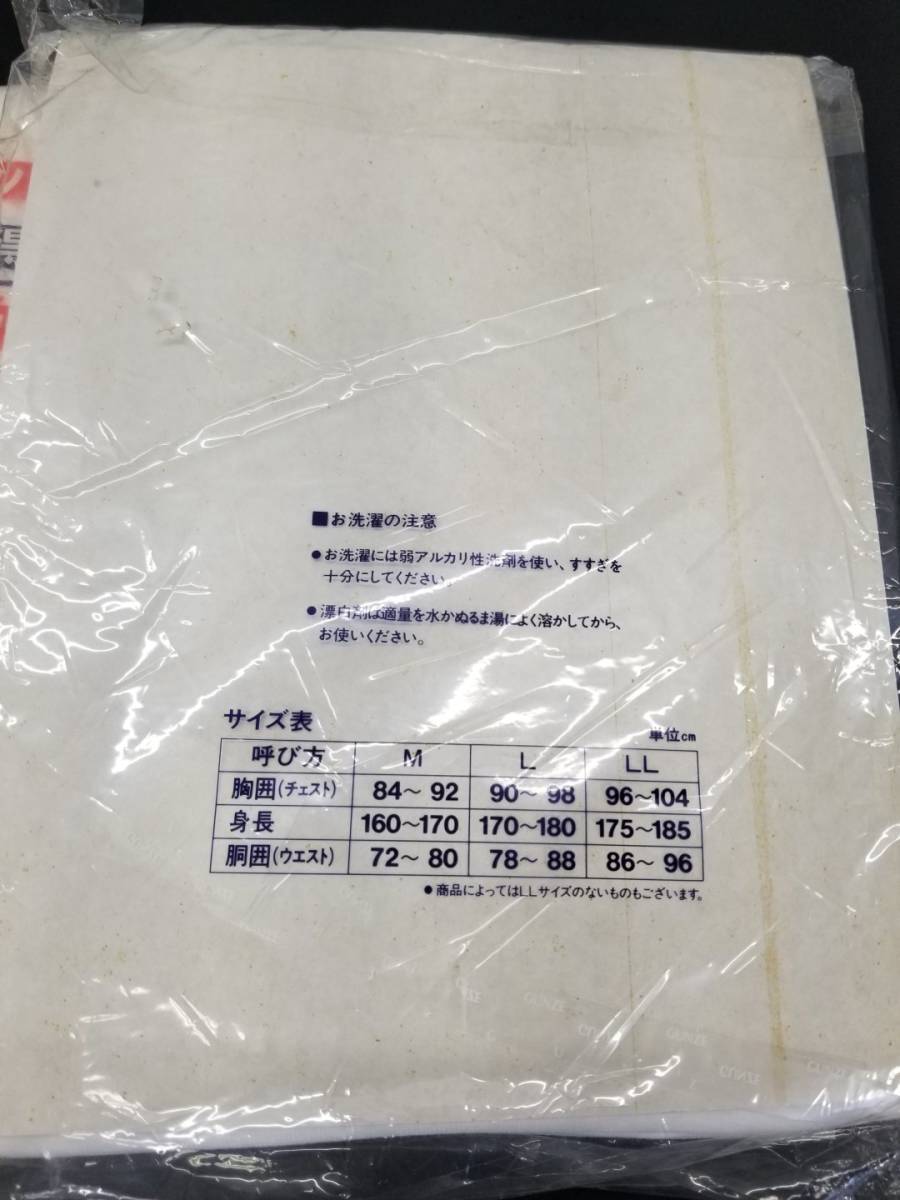 ■お洗濯の注意
●お洗濯には弱アルカリ性洗剤を使い、すすぎを
十分にしてください。
●漂白剤は適量を水かぬるま湯によく溶かしてから、
お使いください。
サイズ表 単位cm
呼び方 M L LL
胸囲(チェスト) 84～92 90～98 96～104
身長 160～170 170～180 175～185
胴囲(ウエスト) 72～80 78～88 86～96
●商品によってはLLサイズのないものもございます。
GUNZE
GUNZE
GUNZE
GUNZE